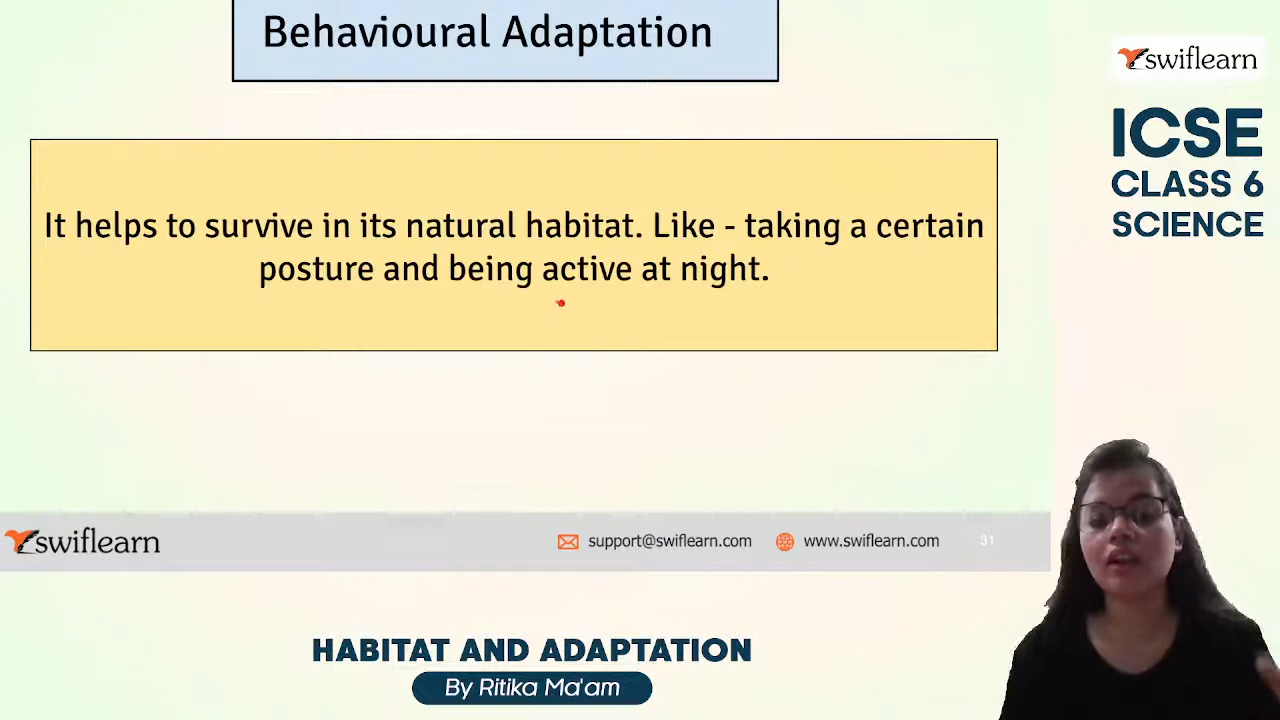 Behavioural Adaptation
swiflearn
ICSE
CLASS 6
SCIENCE
It helps to survive in its natural habitat. Like - taking a certain
posture and being active at night.
swiflearn
support@swiflearn.com
www.swiflearn.com
31
HABITAT AND ADAPTATION
By Ritika Ma'am